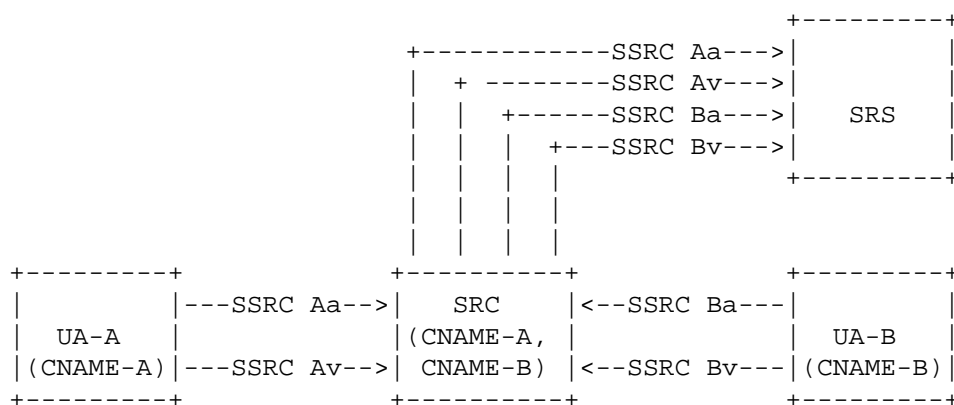 SSRC Aa
SSRC Av
SSRC Ba
SRS
SSRC Bv
SSRC Aa
SRC
SSRC Ba
UA-A
(CNAME-A,
UA-B
(CNAME-A)
SSRC Av
CNAME-B)
SSRC Bv
(CNAME-B)